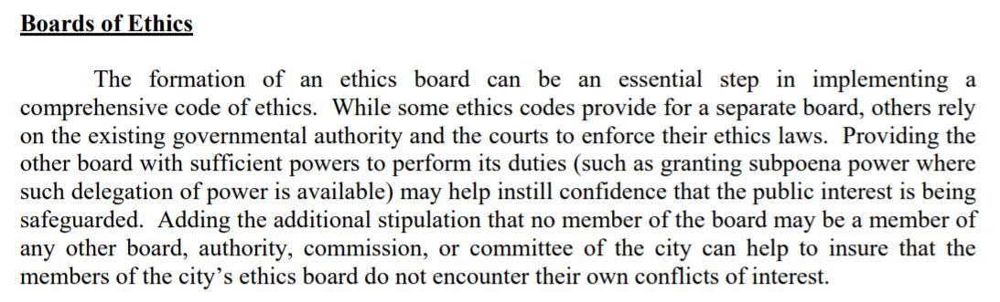 Boards of Ethics
The formation of an ethics board can be an essential step in implementing a
comprehensive code of ethics. While some ethics codes provide for a separate board, others rely
on the existing governmental authority and the courts to enforce their ethics laws. Providing the
other board with sufficient powers to perform its duties (such as granting subpoena power where
such delegation of power is available) may help instill confidence that the public interest is being
safeguarded. Adding the additional stipulation that no member of the board may be a member of
any other board, authority, commission, or committee of the city can help to insure that the
members of the city’s ethics board do not encounter their own conflicts of interest.